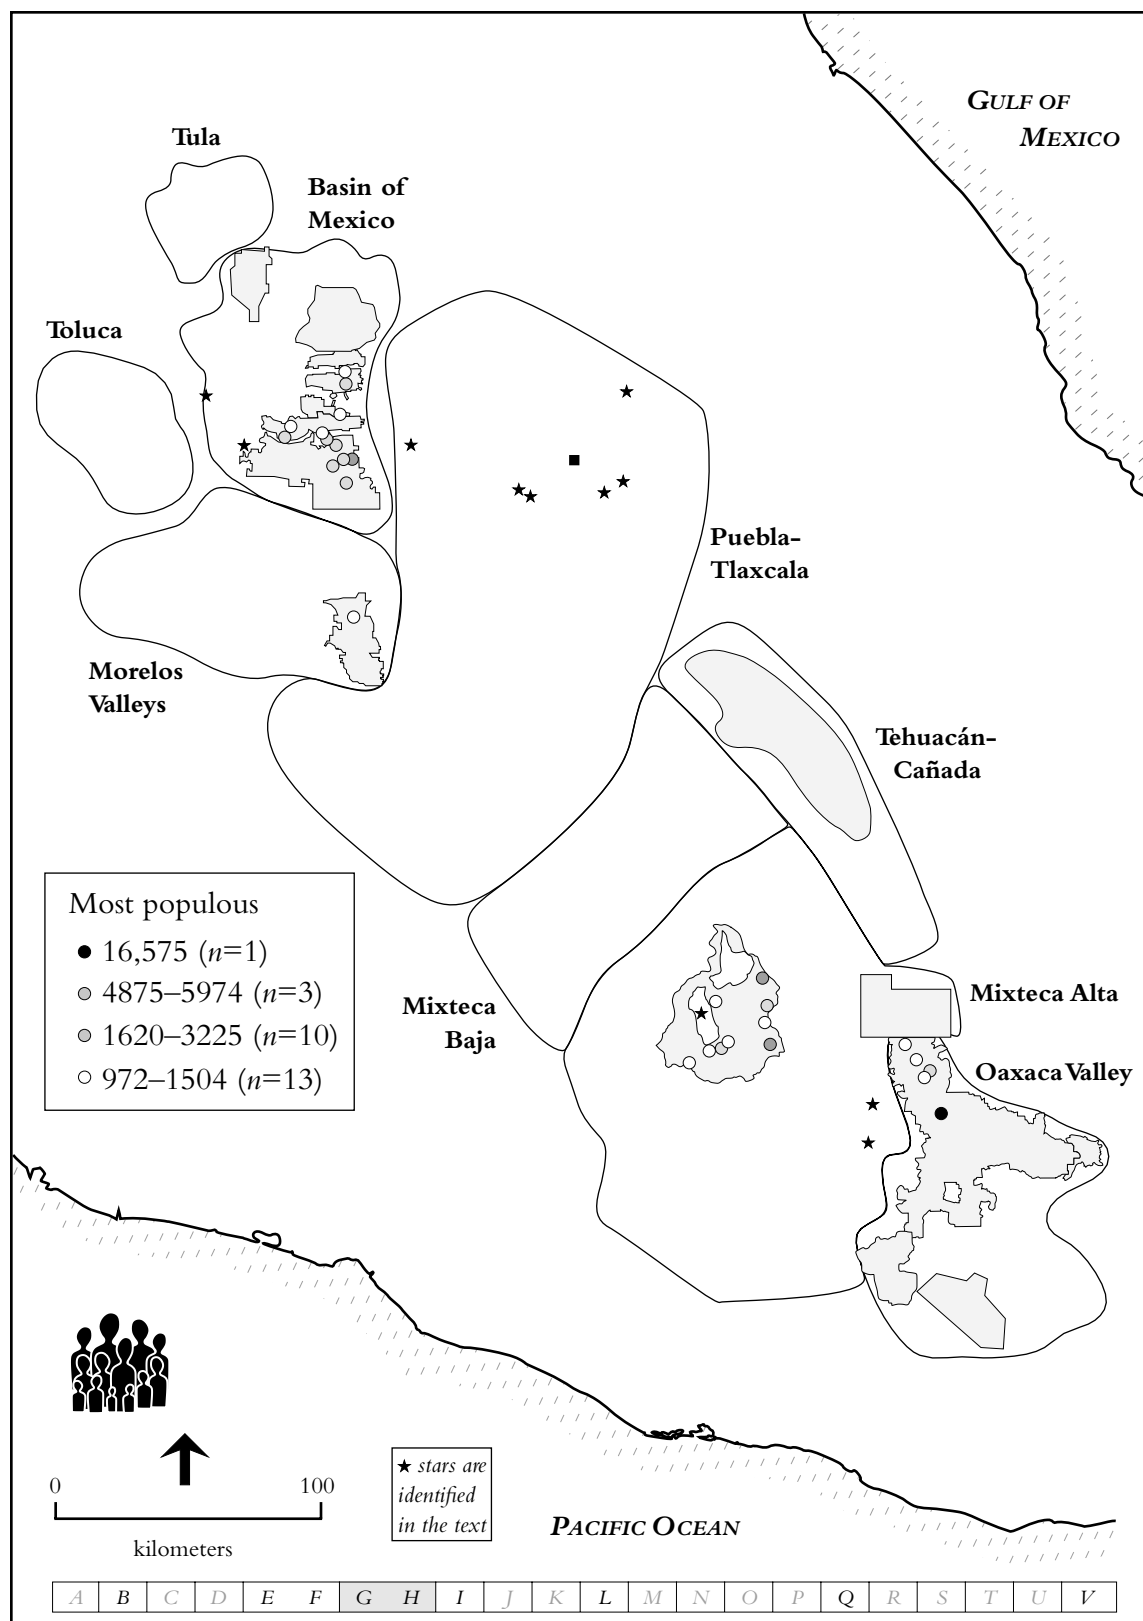 GULF OF
MEXICO
Tula
Basin of
Mexico
Toluca
Puebla-
Tlaxcala
Morelos
Valleys
Tehuacán-
Cañada
Most populous
16,575 (n=1)
4875–5974 (n=3)
1620–3225 (n=10)
972–1504 (n=13)
Mixteca
Baja
Mixteca Alta
Oaxaca Valley
0 100
kilometers
★ stars are
identified
in the text
PACIFIC OCEAN
A B C D E F G H I J K L M N O P Q R S T U V